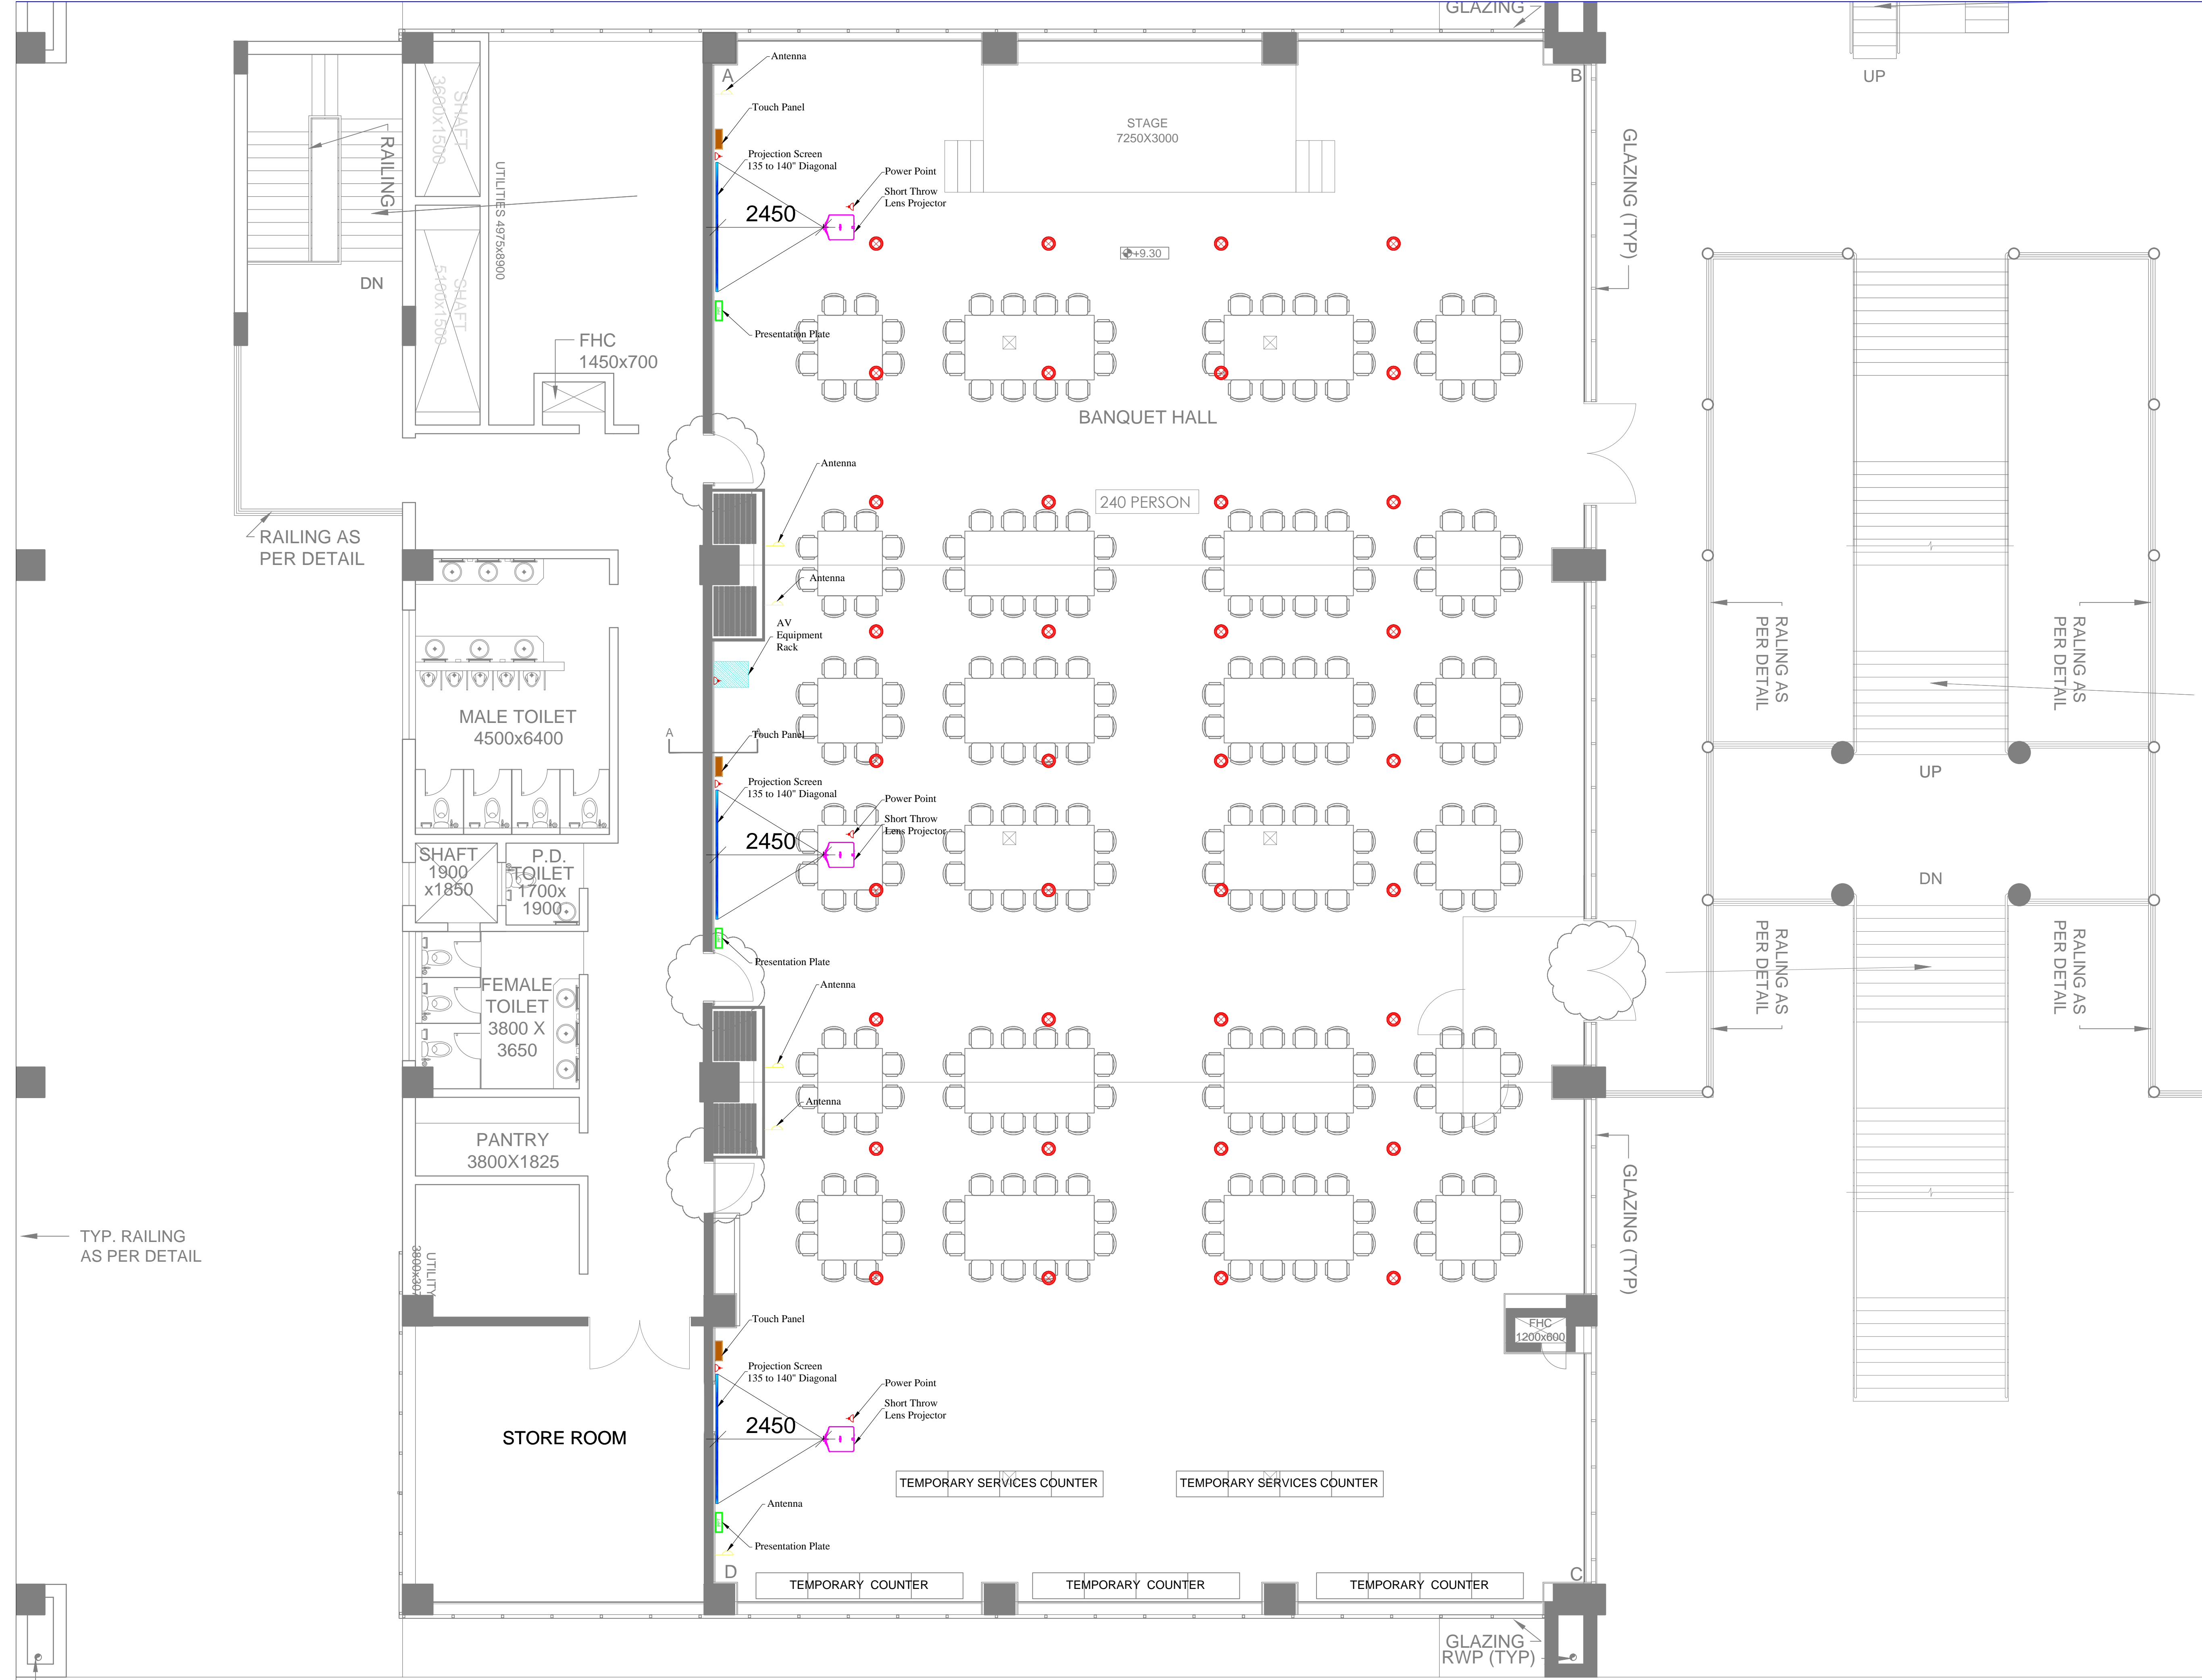 GLAZING
A
Antenna
B
UP
Touch Panel
SHAFT
3600x1500
STAGE
7250X3000
RAILING
GLAZING (TYP)
Projection Screen
135 to 140" Diagonal
UTILITIES 4975x8900
Power Point
Short Throw
Lens Projector
2450
+9.30
DN
SHAFT
5100x1500
Presentation Plate
FHC
1450x700
BANQUET HALL
Antenna
240 PERSON
RAILING AS
PER DETAIL
Antenna
AV
Equipment
Rack
RALING AS
PER DETAIL
RALING AS
PER DETAIL
MALE TOILET
4500x6400
A
A
Touch Panel
Projection Screen
135 to 140" Diagonal
UP
Power Point
Short Throw
Lens Projector
2450
SHAFT
1900
x1850
P.D.
TOILET
1700x
1900
DN
RALING AS
PER DETAIL
RALING AS
PER DETAIL
Presentation Plate
FEMALE
TOILET
3800 X
3650
Antenna
Antenna
PANTRY
3800X1825
GLAZING (TYP)
TYP. RAILING
AS PER DETAIL
UTILITY
Touch Panel
FHC
1200x600
Projection Screen
135 to 140" Diagonal
Power Point
Short Throw
Lens Projector
2450
STORE ROOM
TEMPORARY SERVICES COUNTER
TEMPORARY SERVICES COUNTER
Antenna
Presentation Plate
D
C
TEMPORARY COUNTER
TEMPORARY COUNTER
TEMPORARY COUNTER
GLAZING
RWP (TYP)